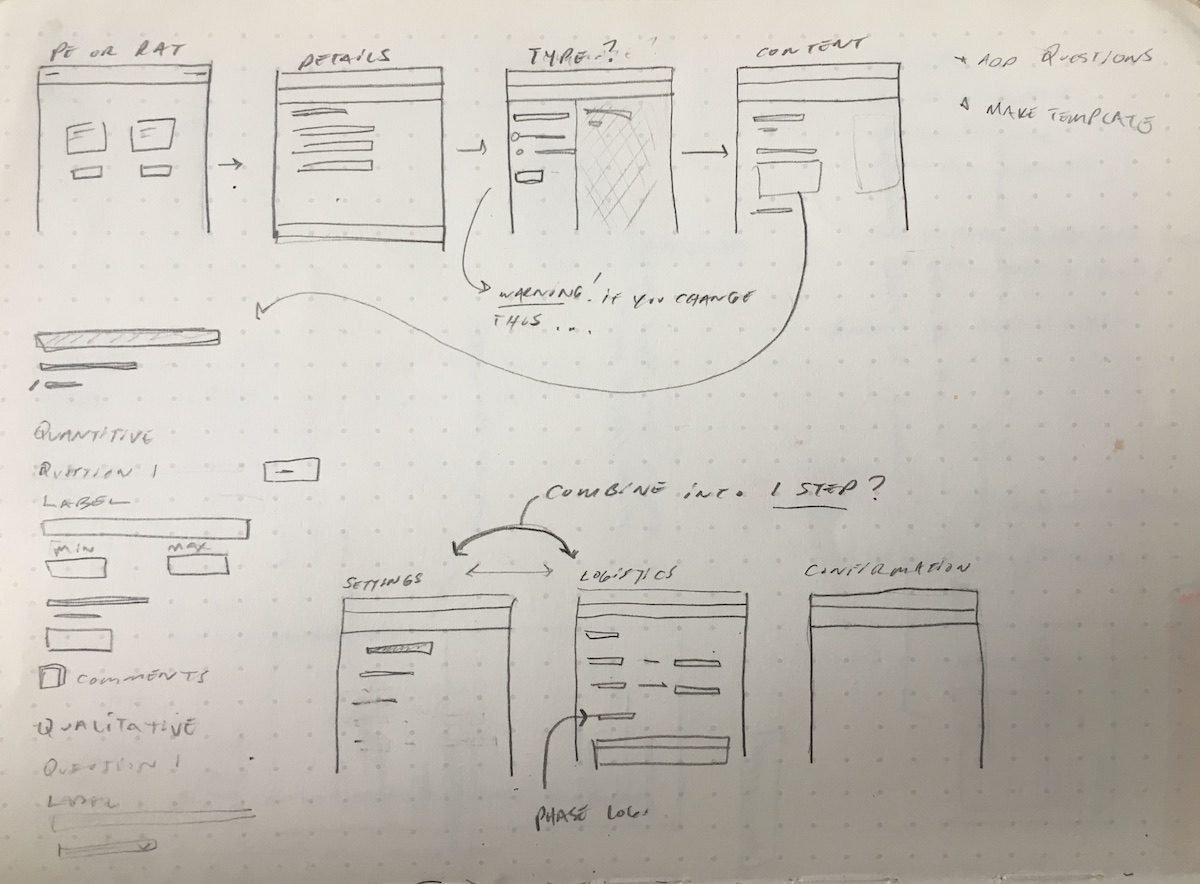 PE OR RAT
DETAILS
TYPE?
CONTENT
ADD QUESTIONS
MAKE TEMPLATE
WARNING! if YOU CHANGE
THIS ...
QUANTITIVE
QUESTION 1
LABEL
MIN MAX
COMMENTS
QUALITATIVE
QUESTION 1
LABEL
COMBINE INTO 1 STEP?
SETTINGS
LOGISTICS
CONFIRMATION
PHASE